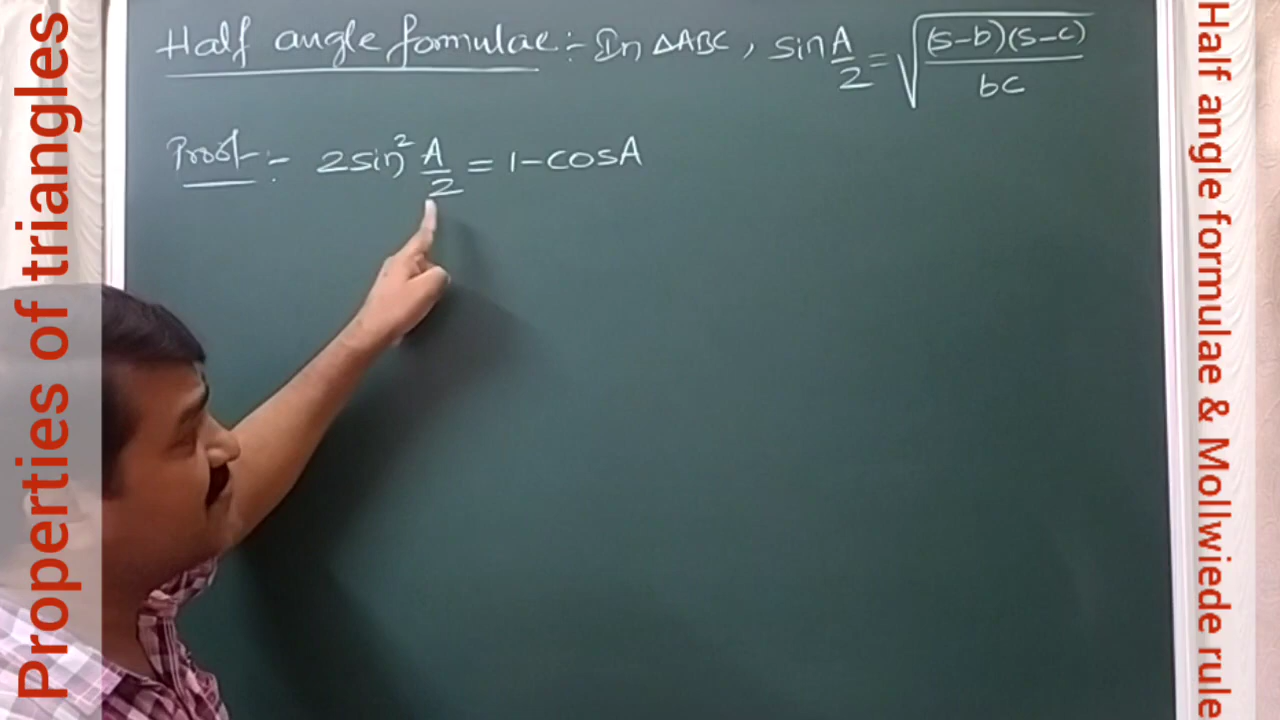 Properties of triangles
Half angle formulae :- In △ABC, sin A/2 = √((s-b)(s-c)/bc)
Proof :- 2sin² A/2 = 1-cosA
Half angle formulae & Mollwiede rule